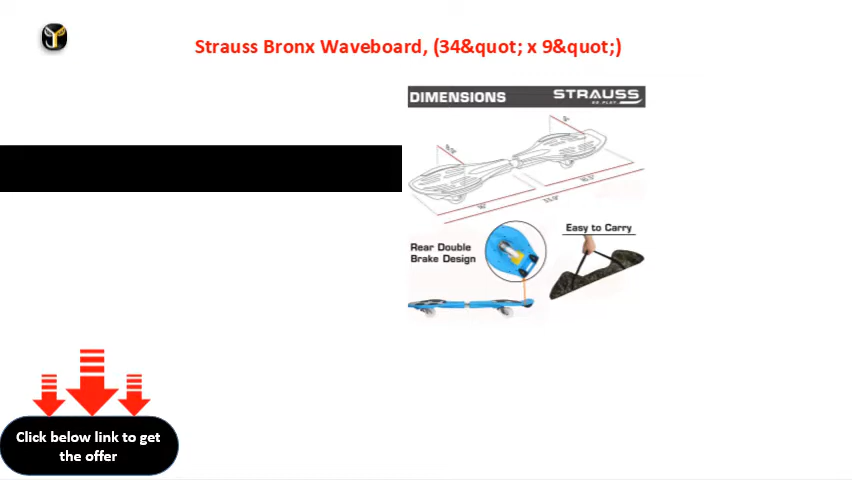 Strauss Bronx Waveboard, (34&quot; x 9&quot;)
DIMENSIONS
STRAUSS
Easy to Carry
Rear Double
Brake Design
Click below link to get
the offer